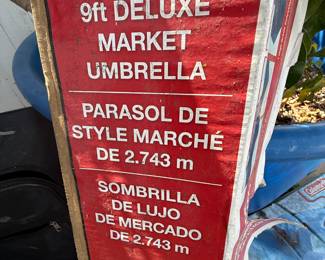 9ft DELUXE
MARKET
UMBRELLA
PARASOL DE
STYLE MARCHÉ
DE 2.743 m
SOMBRILLA
DE LUJO
DE MERCADO
DE 2.743 m